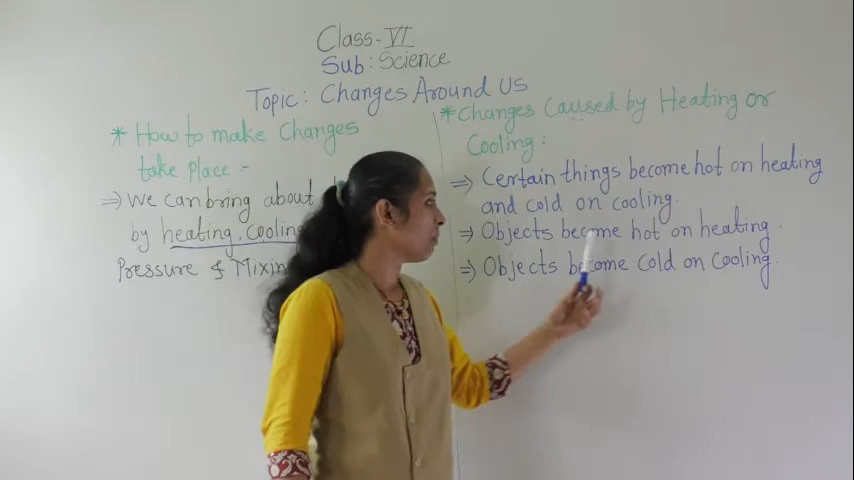 Class-VI
Sub: Science
Topic: Changes Around Us
* How to make Changes
take Place :-
⇒ We can bring about
by heating, Cooling
Pressure & Mixin
* Changes Caused by Heating or
Cooling:
⇒ Certain things become hot on heating
and cold on cooling.
⇒ Objects become hot on heating.
⇒ Objects become Cold on Cooling.